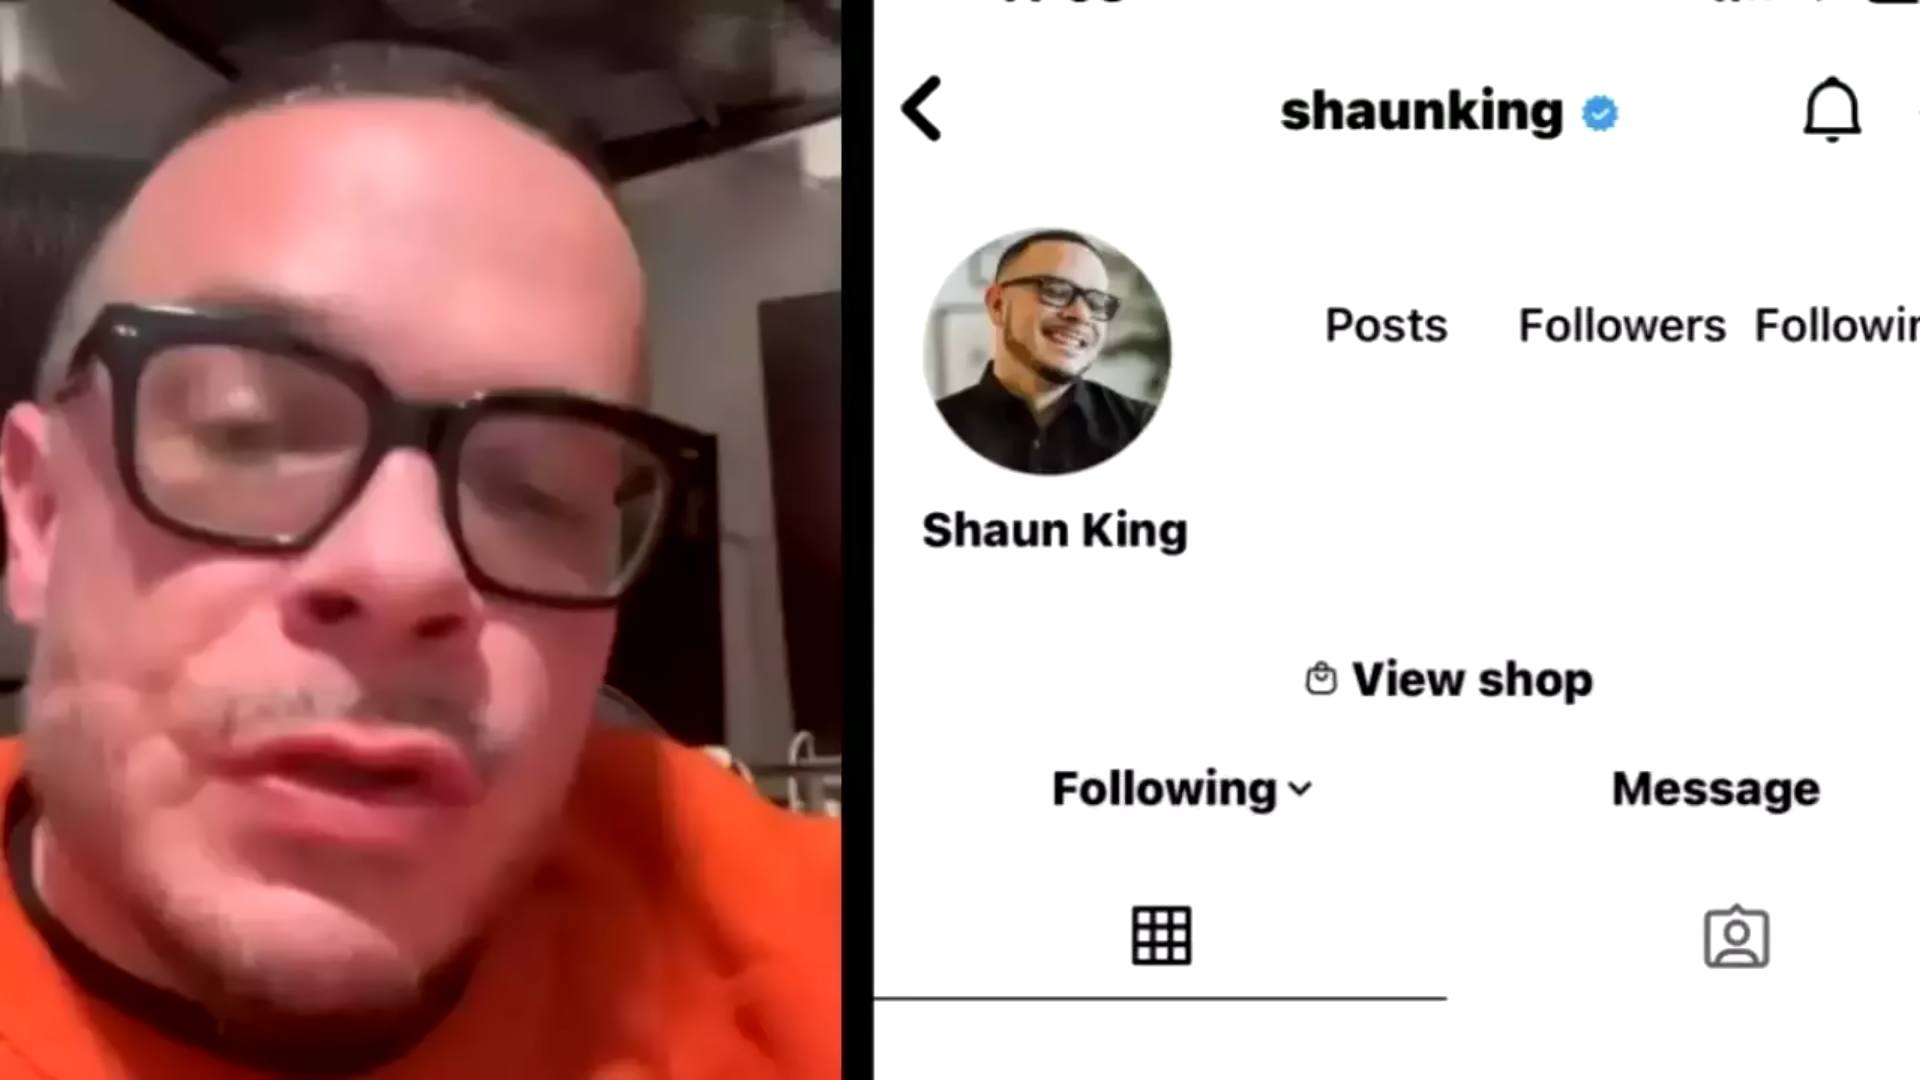 shaunking
Posts Followers Followin
Shaun King
View shop
Following
Message